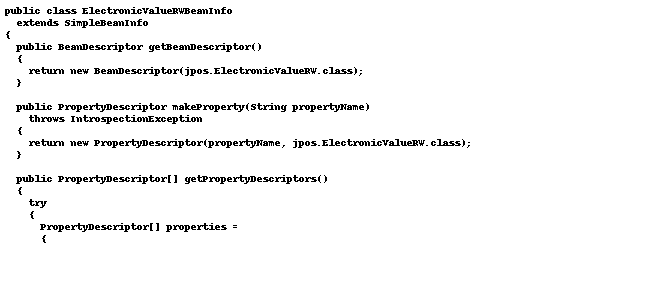 public class ElectronicValueRWBeanInfo
  extends SimpleBeanInfo
{
  public BeanDescriptor getBeanDescriptor()
  {
    return new BeanDescriptor(jpos.ElectronicValueRW.class);
  }

  public PropertyDescriptor makeProperty(String propertyName)
    throws IntrospectionException
  {
    return new PropertyDescriptor(propertyName, jpos.ElectronicValueRW.class);
  }

  public PropertyDescriptor[] getPropertyDescriptors()
  {
    try
    {
      PropertyDescriptor[] properties =
      {